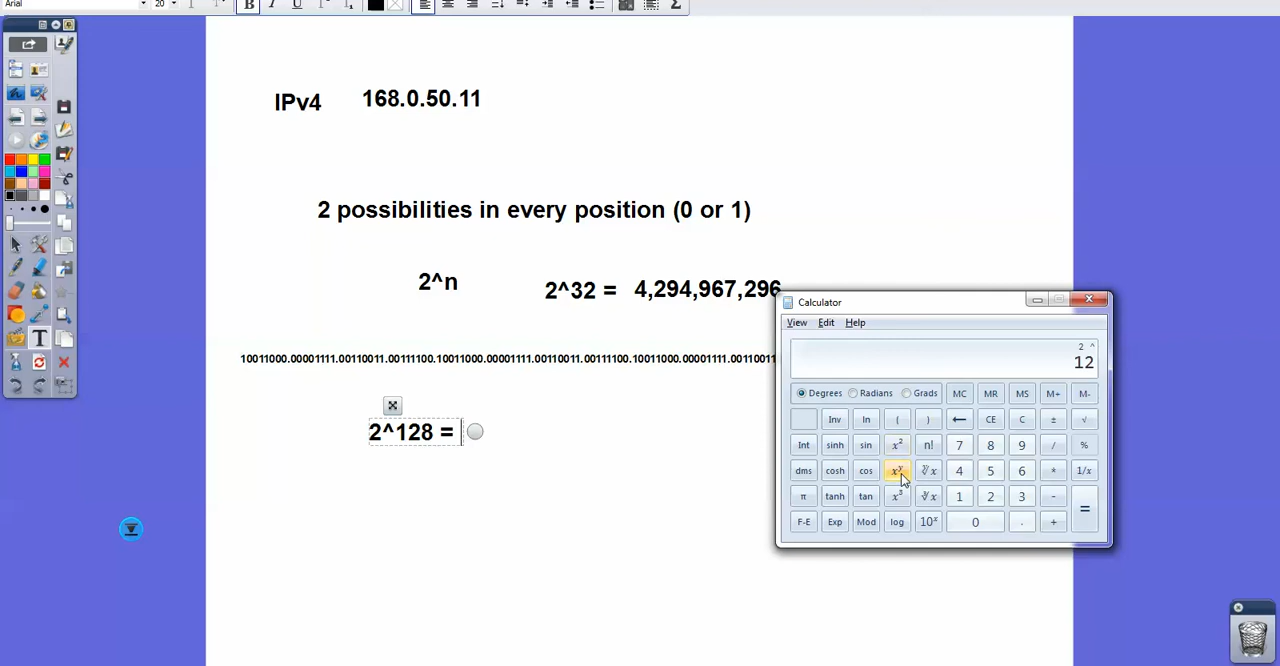 Arial 20 B I Σ
IPv4 168.0.50.11
2 possibilities in every position (0 or 1)
2^n 2^32 = 4,294,967,296
10011000.00001111.00110011.00111100.10011000.00001111.00110011.00111100.10011000.00001111.00110011
2^128 =
T
Calculator
View Edit Help
2 ^
12
Degrees Radians Grads MC MR MS M+ M-
Inv ln ( ) ← CE C ± √
Int sinh sin x² n! 7 8 9 / %
dms cosh cos xʸ ʸ√x 4 5 6 * 1/x
π tanh tan x³ ³√x 1 2 3 - =
F-E Exp Mod log 10ˣ 0 . +